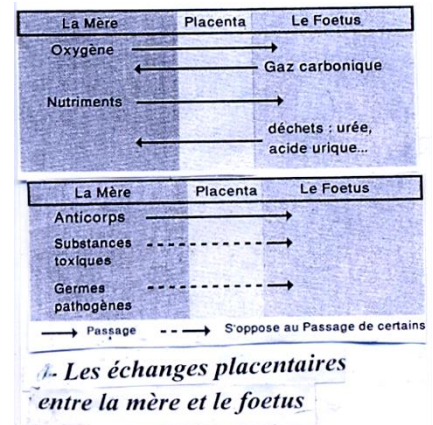 La Mère Placenta Le Foetus
Oxygène
Gaz carbonique
Nutriments
déchets : urée,
acide urique...
La Mère Placenta Le Foetus
Anticorps
Substances
toxiques
Germes
pathogènes
Passage S'oppose au Passage de certains
- Les échanges placentaires
entre la mère et le foetus